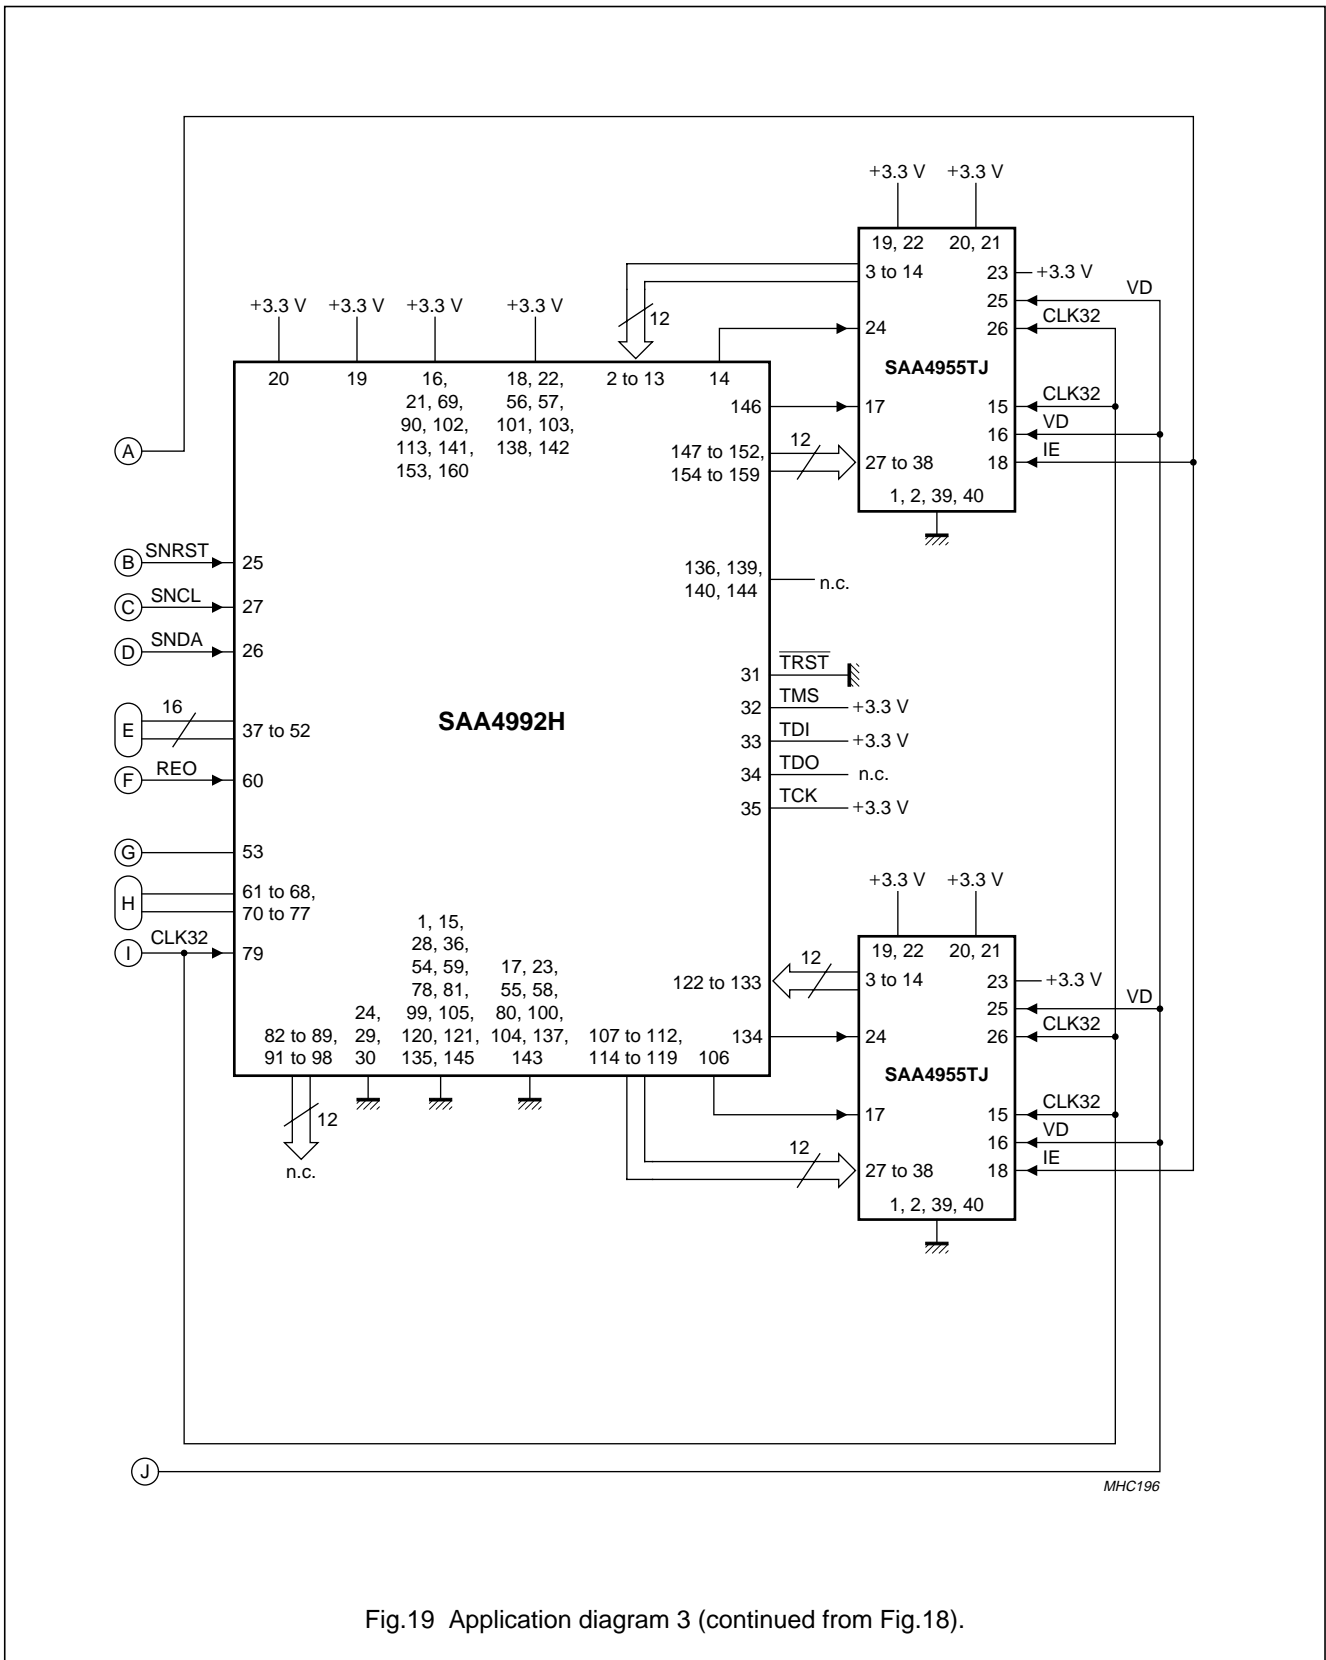 +3.3 V +3.3 V
19, 22 20, 21
3 to 14 23 +3.3 V
25 VD
12
24 26 CLK32
SAA4955TJ
17 15 CLK32
16 VD
27 to 38 18 IE
1, 2, 39, 40
+3.3 V +3.3 V +3.3 V +3.3 V
20 19 16, 18, 22, 2 to 13 14
21, 69, 56, 57, 146
90, 102, 101, 103,
113, 141, 138, 142
153, 160
147 to 152, 12
154 to 159
A
B SNRST 25
136, 139, n.c.
140, 144
C SNCL 27
D SNDA 26
31 TRST
32 TMS +3.3 V
E 16 37 to 52
SAA4992H
33 TDI +3.3 V
F REO 60
34 TDO n.c.
35 TCK +3.3 V
G 53
H 61 to 68,
70 to 77
I CLK32 79
82 to 89,
91 to 98
24,
29,
30
1, 15,
28, 36,
54, 59,
78, 81,
99, 105,
120, 121,
135, 145
17, 23,
55, 58,
80, 100,
104, 137,
143
107 to 112,
114 to 119
122 to 133 12
134
106
12
n.c.
12
+3.3 V +3.3 V
19, 22 20, 21
3 to 14 23 +3.3 V
25 VD
24 26 CLK32
SAA4955TJ
17 15 CLK32
16 VD
27 to 38 18 IE
1, 2, 39, 40
J
MHC196
Fig.19 Application diagram 3 (continued from Fig.18).